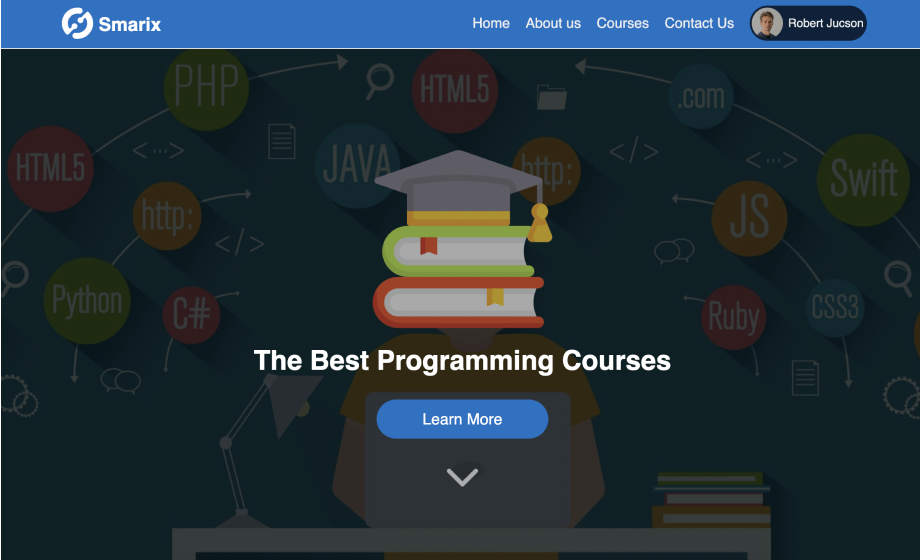 Smarix
Home
About us
Courses
Contact Us
Robert Jucson
PHP
HTML5
.com
HTML5
<···>
JAVA
http:
</>
<···>
Swift
http:
</>
JS
Python
C#
Ruby
CSS3
The Best Programming Courses
Learn More